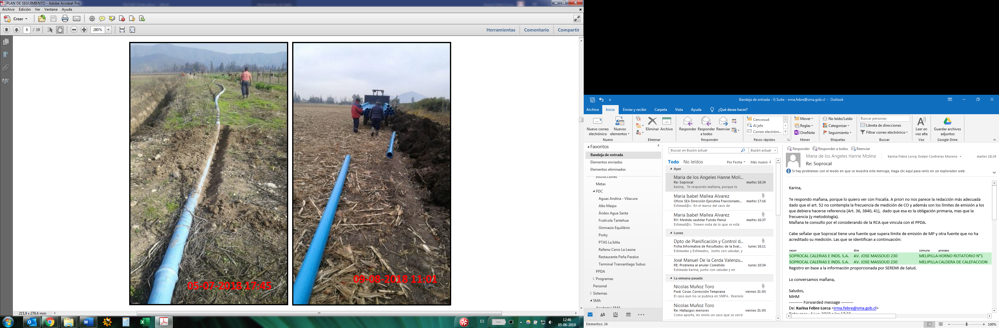 PLAN DE SEGUIMIENTO - Adobe Acrobat Pro
Archivo Edición Ver Ventana Ayuda
Crear
6 / 19 280%
Herramientas Comentario Compartir
05-07-2018 17:45
09-08-2018 11:01
215,9 x 279,4 mm
ES
12:46
05-06-2019
Bandeja de entrada - G Suite - irma.febre@sma.gob.cl - Outlook
Archivo Inicio Enviar y recibir Carpeta Vista Ayuda ¿Qué desea hacer?
Nuevo correo electrónico
Nuevos elementos
Nuevo
Eliminar Archivo
Eliminar
Responder Responder a todos Reenviar
Responder
Cencosud
Al jefe
Correo electróni...
Pasos rápidos
Mover
Reglas
OneNote
Mover
No leído/Leído
Categorizar
Seguimiento
Etiquetas
Buscar personas
Libreta de direcciones
Filtrar correo electrónico
Buscar
Leer en voz alta
Voz
Guardar archivos adjuntos
Google Drive
Favoritos
Bandeja de entrada
Elementos enviados
Elementos eliminados
Instrucciones
Metas
PDC
Aguas Andina - Vitacura
Alto Maipo
Áridos Agua Santa
Frutícola Tantehue
Gimnasio Equilibrio
Porky
PTAS La Islita
Relleno Cerro La Leona
Restaurante Peña Paraíso
Terminal Transantiago Subus
PPDA
Programas
Personal
Sistemas
SMA
Academia SMA
Elementos: 24
Buscar en Buzón actual Buzón actual
Todo No leídos Por Fecha Más nuevo
Ayer
Maria de los Angeles Hanne Moli...
Re: Soprocal martes 18:24
Karina, Te respondo mañana, porque lo
Maria Isabel Mallea Alvarez
Oficio SEA Dirección Ejecutiva Fraccionami... martes 17:16
Estimad@s: En el marco del caso de
Maria Isabel Mallea Alvarez
RV: Medida cautelar Fundo Panul martes 16:37
Estimad@s: Tomen nota de lo que se está
Lunes
Dpto de Planificación y Control d...
Ficha Informativa de Resultados de la Eval... lunes 16:11
Estimadas y Estimados, Junto con saludar, y
José Manuel De la Cerda Valenzu...
RE: Problema al anular Cometido lunes 10:34
Estimada Karina, junto con saludar y en
La semana pasada
Nicolas Muñoz Toro
Fwd: Cosas Corrección Temprana viernes 31-05
El caso aun no se publica en SNIFA. Reenvío
Nicolas Muñoz Toro
Re: Hallazgos menores viernes 31-05
Como aporte, les envío un caso que se cerró
Responder Responder a todos Reenviar
Maria de los Angeles Hanne Molina Karina Febre Lorca; Evelyn Contreras Moreno martes 18:24
Re: Soprocal
Si hay problemas con el modo en que se muestra este mensaje, haga clic aquí para verlo en un explorador web.
Karina,
Te respondo mañana, porque lo quiero ver con Fiscalía. A priori no nos parece la redacción más adecuada
dado que el art. 52 no contempla la frecuencia de medición de CO y además son los límites de emisión a los
que debiera hacerse referencia (Art. 36, 3840, 41), dado que esa es la obligación primaria, mas que la
frecuencia (y metodología).
Mañana te consulto por el considerando de la RCA que vincula con el PPDA.
Cabe señalar que Soprocal tiene una fuente que supera límite de emisión de MP y otra fuente que no ha
acreditado su medición. Las que se identifican a continuación:
razon dire comuna proceso
SOPROCAL CALERIAS E INDS. S.A. AV. JOSE MASSOUD 230 MELIPILLA HORNO ROTATORIO N°1
SOPROCAL CALERIAS E INDS. S.A. AV. JOSE MASSOUD 230 MELIPILLA CALDERA DE CALEFACCION
Registro en base a la información proporcionada por SEREMI de Salud.
Lo conversamos mañana,
Saludos,
MHM
---------- Forwarded message ---------
De: Karina Febre Lorca <irma.febre@sma.gob.cl>
100%